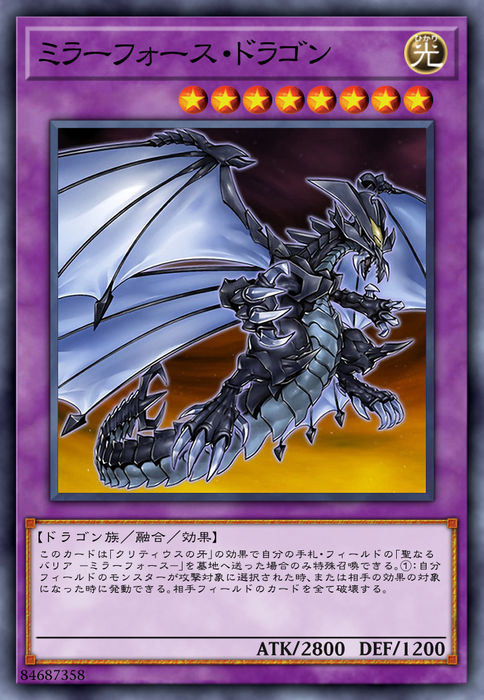 ミラーフォース・ドラゴン
光
ひかり
【ドラゴン族／融合／効果】
このカードは「クリティウスの牙」の効果で自分の手札・フィールドの「聖なる
バリア －ミラーフォース－」を墓地へ送った場合のみ特殊召喚できる。①：自分
フィールドのモンスターが攻撃対象に選択された時、または相手の効果の対象
になった時に発動できる。相手フィールドのカードを全て破壊する。
ATK/2800 DEF/1200
84687358